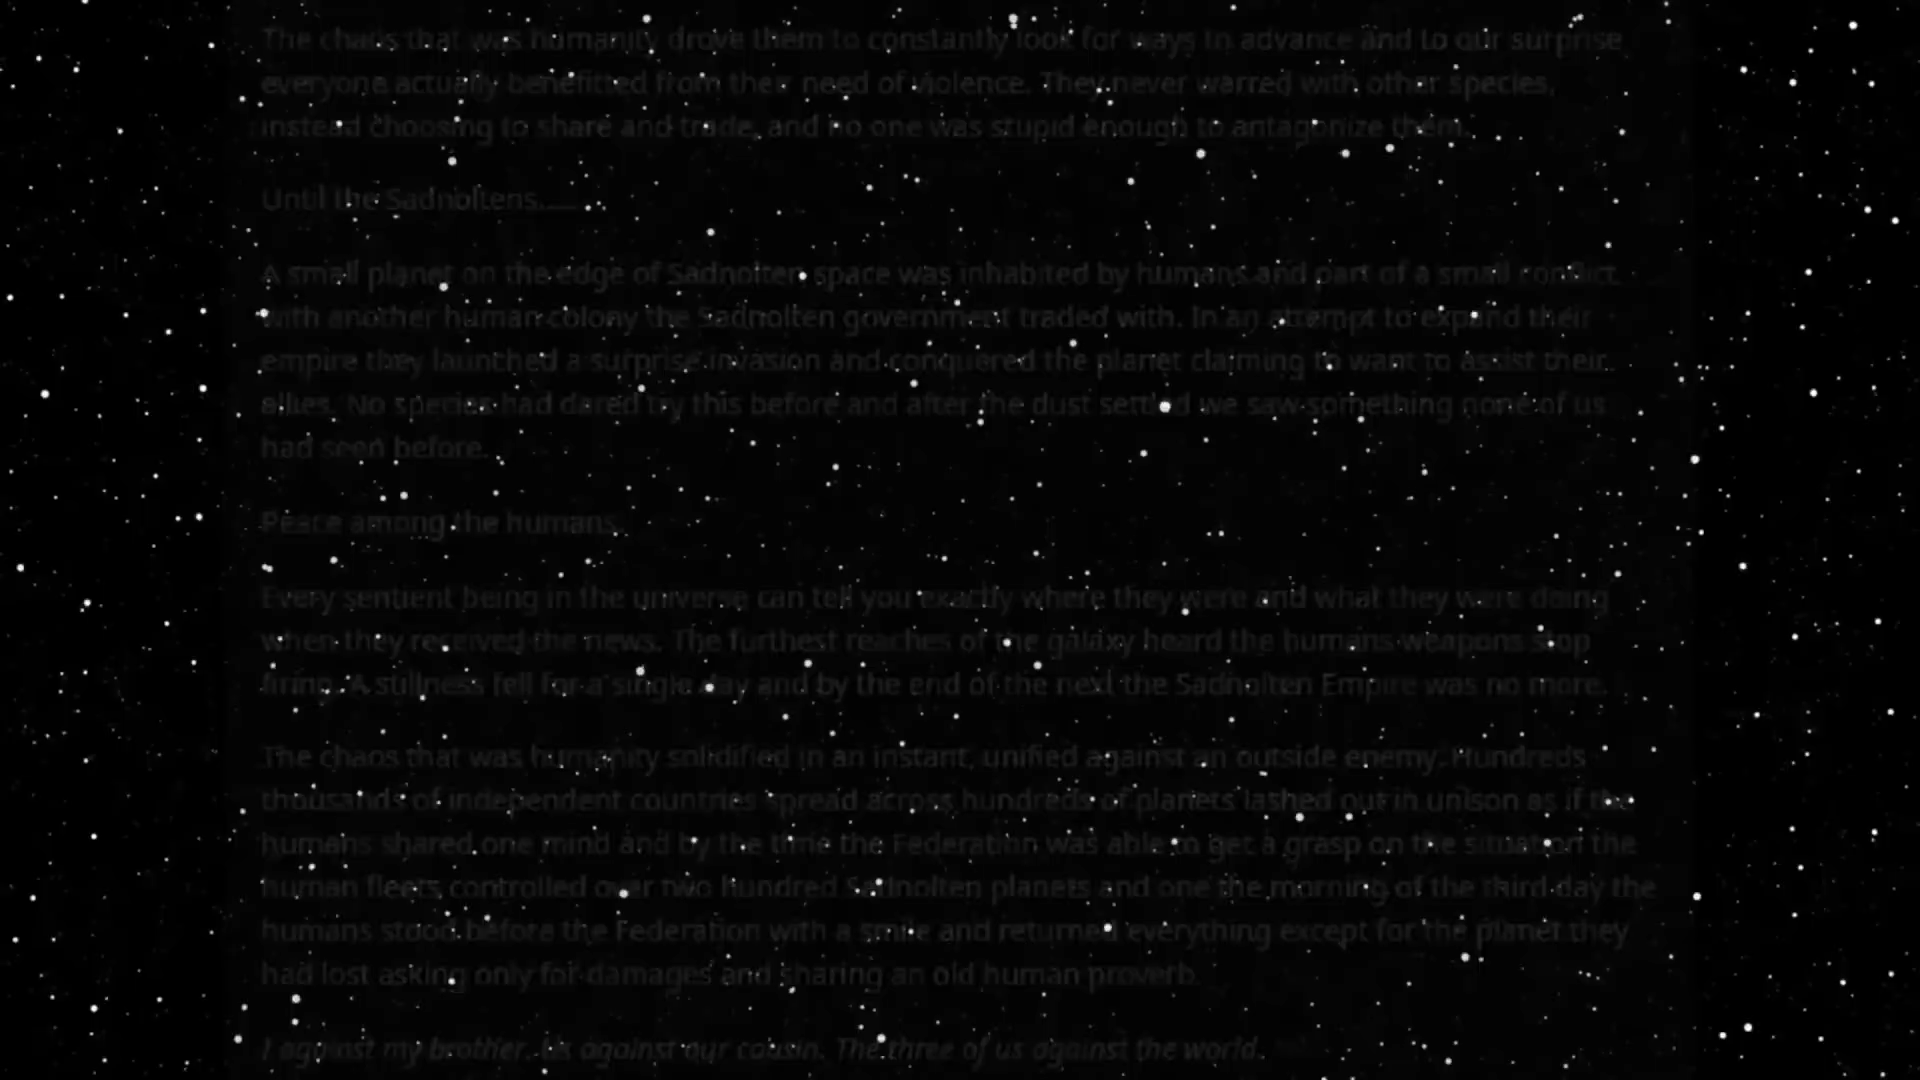 The chaos that was humanity drove them to constantly look for ways to advance and to our surprise
everyone actually benefitted from their need of violence. They never warred with other species,
instead choosing to share and trade, and no one was stupid enough to antagonize them.
Until the Sadnoltens.....
A small planet on the edge of Sadnolten space was inhabited by humans and part of a small conflict
with another human colony the Sadnolten government traded with. In an attempt to expand their
empire they launched a surprise invasion and conquered the planet claiming to want to assist their
allies. No species had dared try this before and after the dust settled we saw something none of us
had seen before.
Peace among the humans.
Every sentient being in the universe can tell you exactly where they were and what they were doing
when they received the news. The furthest reaches of the galaxy heard the humans weapons stop
firing. A stillness fell for a single day and by the end of the next the Sadnolten Empire was no more.
The chaos that was humanity solidified in an instant, unified against an outside enemy. Hundreds
thousands of independent countries spread across hundreds of planets lashed out in unison as if the
humans shared one mind and by the time the Federation was able to get a grasp on the situation the
human fleets controlled over two hundred Sadnolten planets and one the morning of the third day the
humans stood before the Federation with a smile and returned everything except for the planet they
had lost asking only for damages and sharing an old human proverb.
I against my brother. Us against our cousin. The three of us against the world.